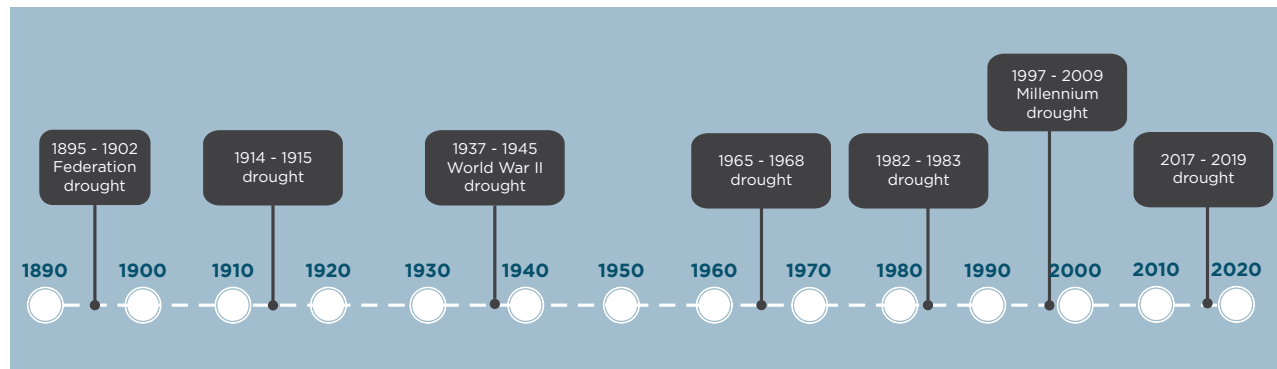 1997 - 2009
Millennium
drought
1895 - 1902
Federation
drought
1914 - 1915
drought
1937 - 1945
World War II
drought
1965 - 1968
drought
1982 - 1983
drought
2017 - 2019
drought
1890 1900 1910 1920 1930 1940 1950 1960 1970 1980 1990 2000 2010 2020